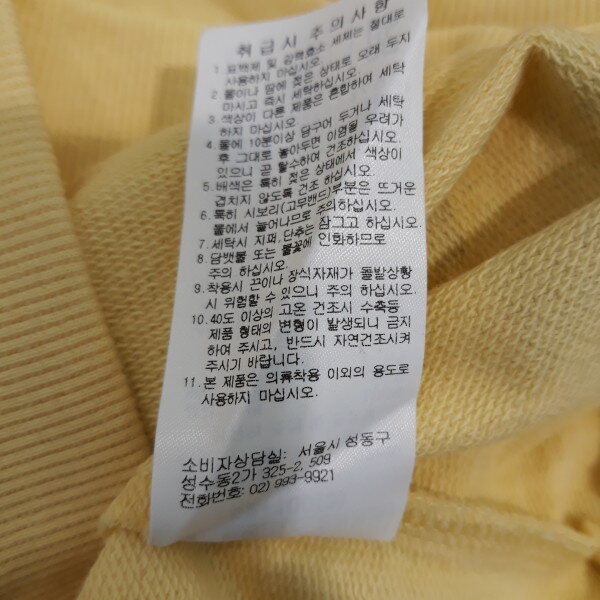 취급시 주의사항
1. 표백제 및 강력효소 세제는 절대로
사용하지 마십시오.
2. 물이나 땀에 젖은 상태로 오래 두지
마시고 즉시 세탁하십시오.
3. 색상이 다른 제품은 혼합하여 세탁
하지 마십시오.
4. 물에 10분이상 담구어 두거나 세탁
후 그대로 놓아두면 이염될 우려가
있으니 곧 탈수하여 건조하십시오.
5. 배색은 특히 젖은 상태에서 색상이
겹치지 않도록 건조 하십시오.
6. 특히 시보리(고무밴드)부분은 뜨거운
물에서 늘어나므로 주의하십시오.
7. 세탁시 지퍼,단추는 잠그고 하십시오.
8. 담뱃불 또는 불꽃에 인화하므로
주의 하십시오.
9. 착용시 끈이나 장식자재가 돌발상황
시 위험할 수 있으니 주의 하십시오.
10. 40도 이상의 고온 건조시 수축등
제품 형태의 변형이 발생되니 금지
하여 주시고, 반드시 자연건조시켜
주시기 바랍니다.
11. 본 제품은 의류착용 이외의 용도로
사용하지 마십시오.
소비자상담실: 서울시 성동구
성수동2가 325-2, 509
전화번호: 02) 993-9921